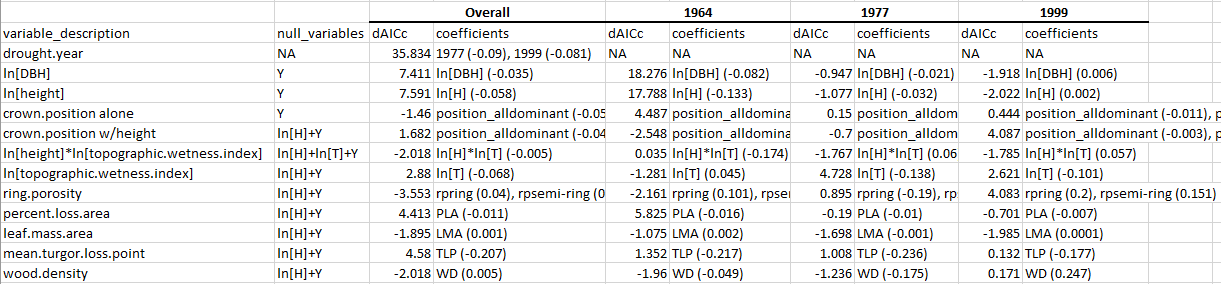 Overall 1964 1977 1999
variable_description null_variables dAICc coefficients dAICc coefficients dAICc coefficients dAICc coefficients
drought.year NA 35.834 1977 (-0.09), 1999 (-0.081) NA NA NA NA NA NA
ln[DBH] Y 7.411 ln[DBH] (-0.035) 18.276 ln[DBH] (-0.082) -0.947 ln[DBH] (-0.021) -1.918 ln[DBH] (0.006)
ln[height] Y 7.591 ln[H] (-0.058) 17.788 ln[H] (-0.133) -1.077 ln[H] (-0.032) -2.022 ln[H] (0.002)
crown.position alone Y -1.46 position_alldominant (-0.05 4.487 position_alldomina 0.15 position_alldom 0.444 position_alldominant (-0.011), p
crown.position w/height ln[H]+Y 1.682 position_alldominant (-0.04 -2.548 position_alldomina -0.7 position_alldom 4.087 position_alldominant (-0.003), p
ln[height]*ln[topographic.wetness.index] ln[H]+ln[T]+Y -2.018 ln[H]*ln[T] (-0.005) 0.035 ln[H]*ln[T] (-0.174) -1.767 ln[H]*ln[T] (0.06 -1.785 ln[H]*ln[T] (0.057)
ln[topographic.wetness.index] ln[H]+Y 2.88 ln[T] (-0.068) -1.281 ln[T] (0.045) 4.728 ln[T] (-0.138) 2.621 ln[T] (-0.101)
ring.porosity ln[H]+Y -3.553 rpring (0.04), rpsemi-ring (0 -2.161 rpring (0.101), rpse 0.895 rpring (-0.19), rp 4.083 rpring (0.2), rpsemi-ring (0.151)
percent.loss.area ln[H]+Y 4.413 PLA (-0.011) 5.825 PLA (-0.016) -0.19 PLA (-0.01) -0.701 PLA (-0.007)
leaf.mass.area ln[H]+Y -1.895 LMA (0.001) -1.075 LMA (0.002) -1.698 LMA (-0.001) -1.985 LMA (0.0001)
mean.turgor.loss.point ln[H]+Y 4.58 TLP (-0.207) 1.352 TLP (-0.217) 1.008 TLP (-0.236) 0.132 TLP (-0.177)
wood.density ln[H]+Y -2.018 WD (0.005) -1.96 WD (-0.049) -1.236 WD (-0.175) 0.171 WD (0.247)